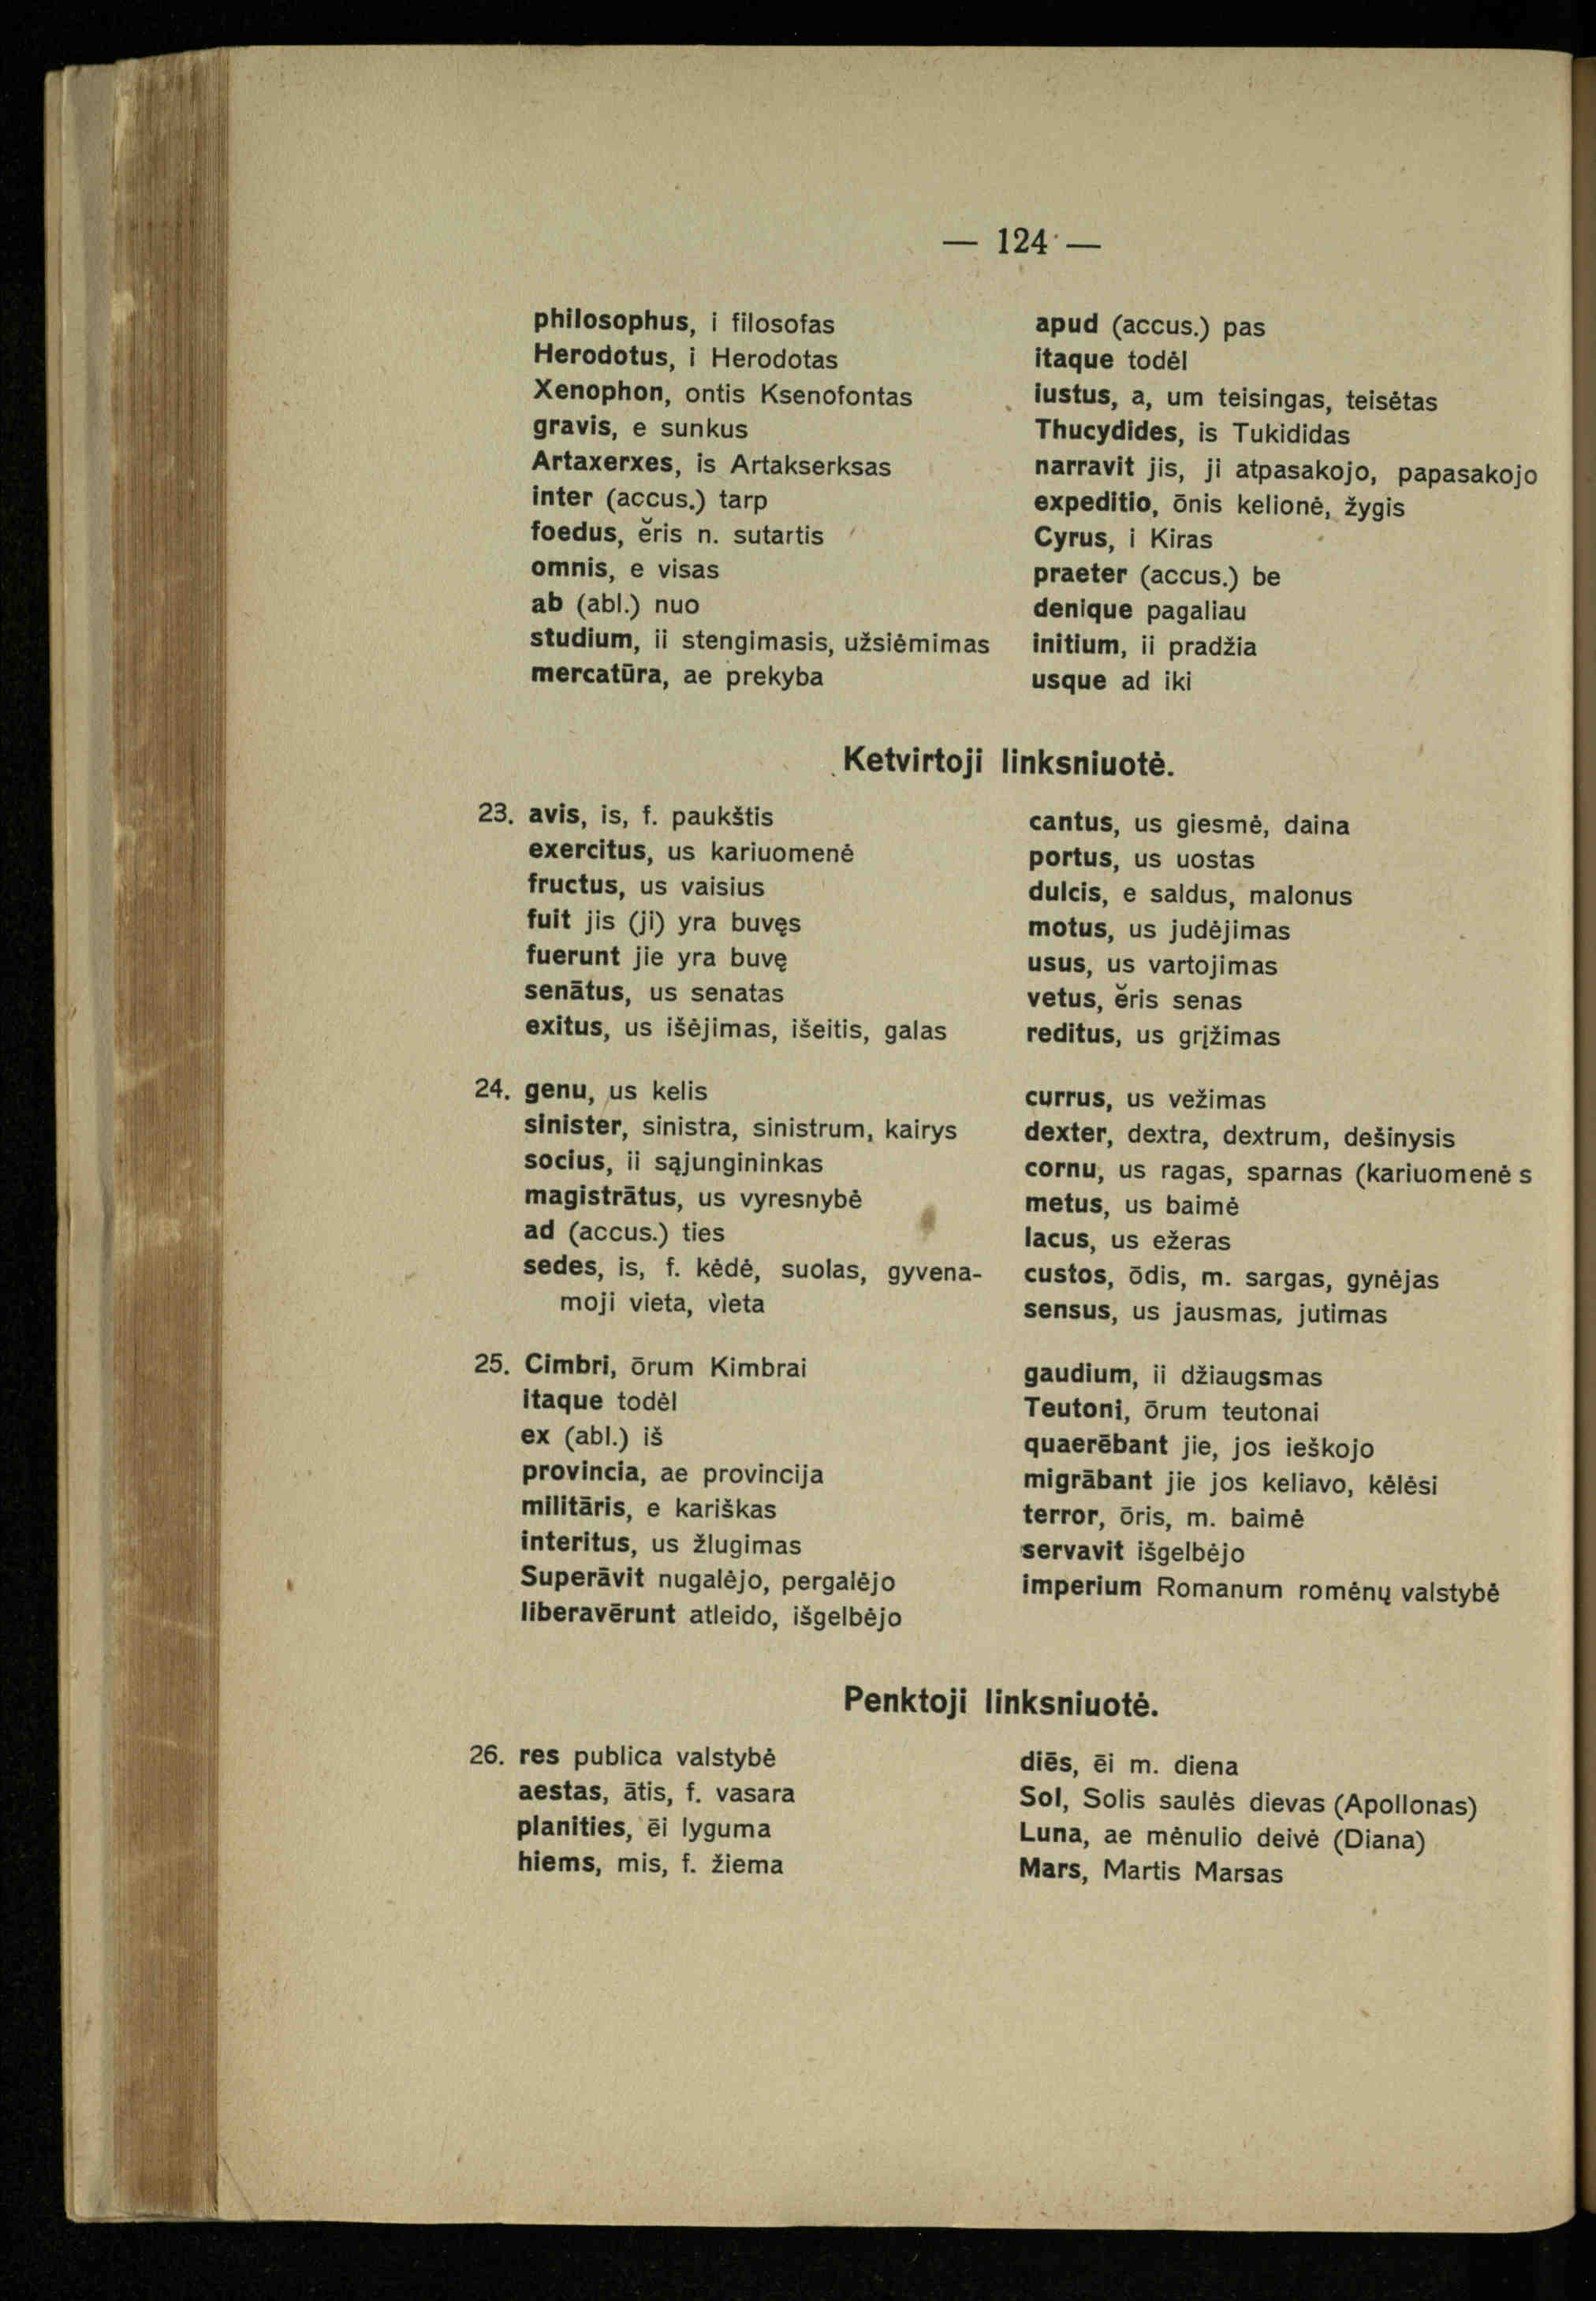 — 124 —
philosophus, i filosofas
Herodotus, i Herodotas
Xenophon, ontis Ksenofontas
gravis, e sunkus
Artaxerxes, is Artakserksas
inter (accus.) tarp
foedus, ĕris n. sutartis
omnis, e visas
ab (abl.) nuo
studium, ii stengimasis, užsiėmimas
mercatūra, ae prekyba
apud (accus.) pas
itaque todėl
iustus, a, um teisingas, teisėtas
Thucydides, is Tukididas
narravit jis, ji atpasakojo, papasakojo
expeditio, ōnis kelionė, žygis
Cyrus, i Kiras
praeter (accus.) be
denique pagaliau
initium, ii pradžia
usque ad iki
Ketvirtoji linksniuotė.
23. avis, is, f. paukštis
exercitus, us kariuomenė
fructus, us vaisius
fuit jis (ji) yra buvęs
fuerunt jie yra buvę
senātus, us senatas
exitus, us išėjimas, išeitis, galas
cantus, us giesmė, daina
portus, us uostas
dulcis, e saldus, malonus
motus, us judėjimas
usus, us vartojimas
vetus, ĕris senas
reditus, us grįžimas
24. genu, us kelis
sinister, sinistra, sinistrum, kairys
socius, ii sąjungininkas
magistrātus, us vyresnybė
ad (accus.) ties
sedes, is, f. kėdė, suolas, gyvena-
moji vieta, vieta
currus, us vežimas
dexter, dextra, dextrum, dešinysis
cornu, us ragas, sparnas (kariuomenė s
metus, us baimė
lacus, us ežeras
custos, ōdis, m. sargas, gynėjas
sensus, us jausmas, jutimas
25. Cimbri, ōrum Kimbrai
itaque todėl
ex (abl.) iš
provincia, ae provincija
militāris, e kariškas
interitus, us žlugimas
Superāvit nugalėjo, pergalėjo
liberavērunt atleido, išgelbėjo
gaudium, ii džiaugsmas
Teutoni, ōrum teutonai
quaerēbant jie, jos ieškojo
migrābant jie jos keliavo, kėlėsi
terror, ōris, m. baimė
servavit išgelbėjo
imperium Romanum romėnų valstybė
Penktoji linksniuotė.
26. res publica valstybė
aestas, ātis, f. vasara
planities, ēi lyguma
hiems, mis, f. žiema
diēs, ēi m. diena
Sol, Solis saulės dievas (Apollonas)
Luna, ae mėnulio deivė (Diana)
Mars, Martis Marsas